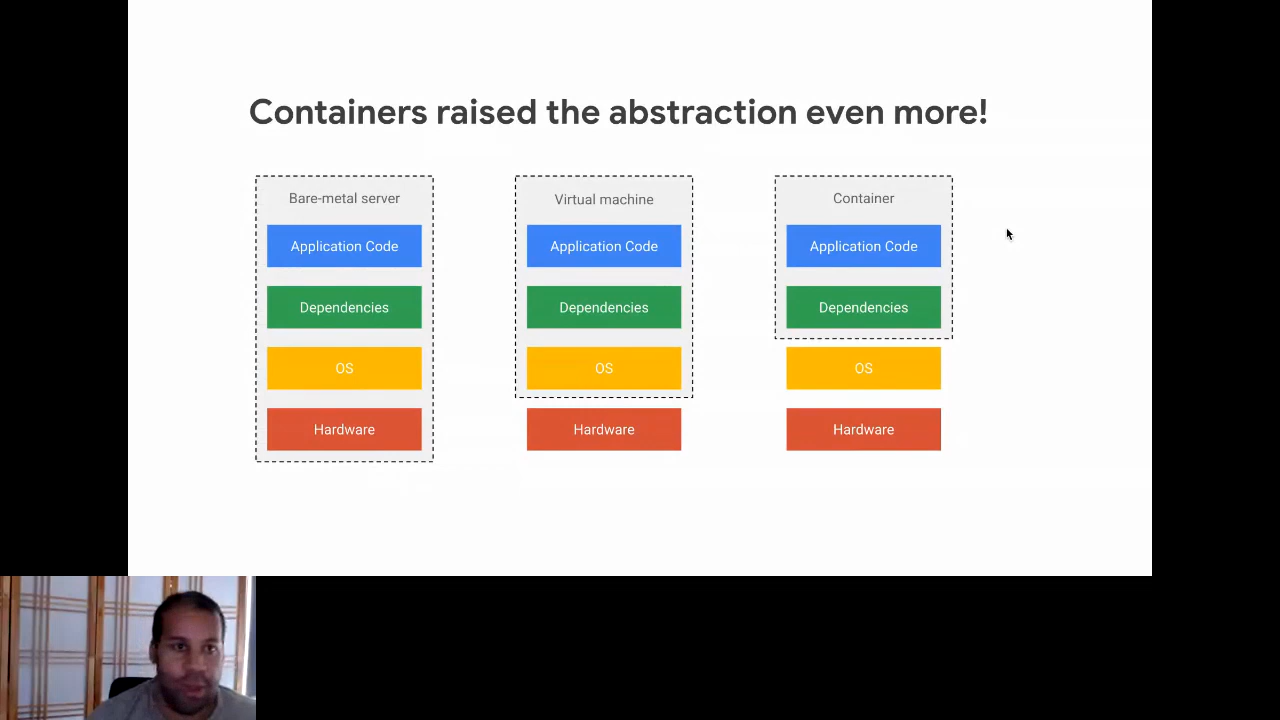 Containers raised the abstraction even more!
Bare-metal server
Application Code
Dependencies
OS
Hardware
Virtual machine
Application Code
Dependencies
OS
Hardware
Container
Application Code
Dependencies
OS
Hardware